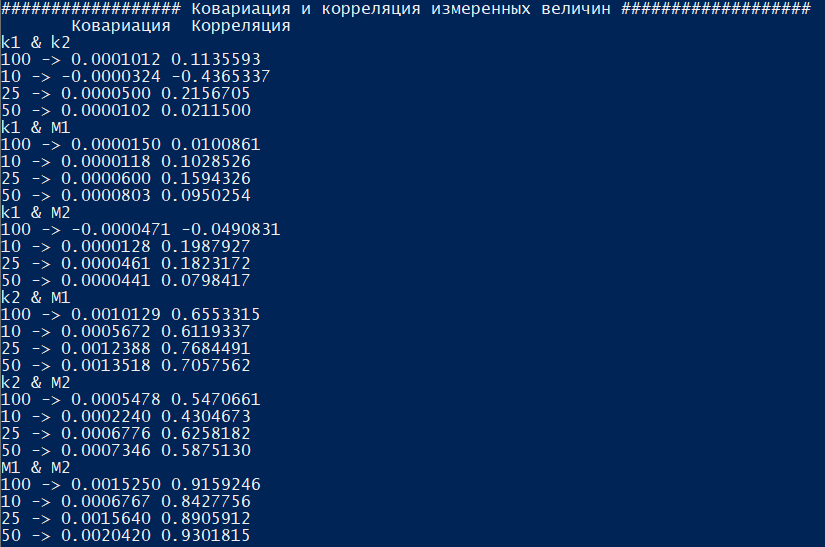 ################## Ковариация и корреляция измеренных величин ###################
Ковариация Корреляция
k1 & k2
100 -> 0.0001012 0.1135593
10 -> -0.0000324 -0.4365337
25 -> 0.0000500 0.2156705
50 -> 0.0000102 0.0211500
k1 & M1
100 -> 0.0000150 0.0100861
10 -> 0.0000118 0.1028526
25 -> 0.0000600 0.1594326
50 -> 0.0000803 0.0950254
k1 & M2
100 -> -0.0000471 -0.0490831
10 -> 0.0000128 0.1987927
25 -> 0.0000461 0.1823172
50 -> 0.0000441 0.0798417
k2 & M1
100 -> 0.0010129 0.6553315
10 -> 0.0005672 0.6119337
25 -> 0.0012388 0.7684491
50 -> 0.0013518 0.7057562
k2 & M2
100 -> 0.0005478 0.5470661
10 -> 0.0002240 0.4304673
25 -> 0.0006776 0.6258182
50 -> 0.0007346 0.5875130
M1 & M2
100 -> 0.0015250 0.9159246
10 -> 0.0006767 0.8427756
25 -> 0.0015640 0.8905912
50 -> 0.0020420 0.9301815